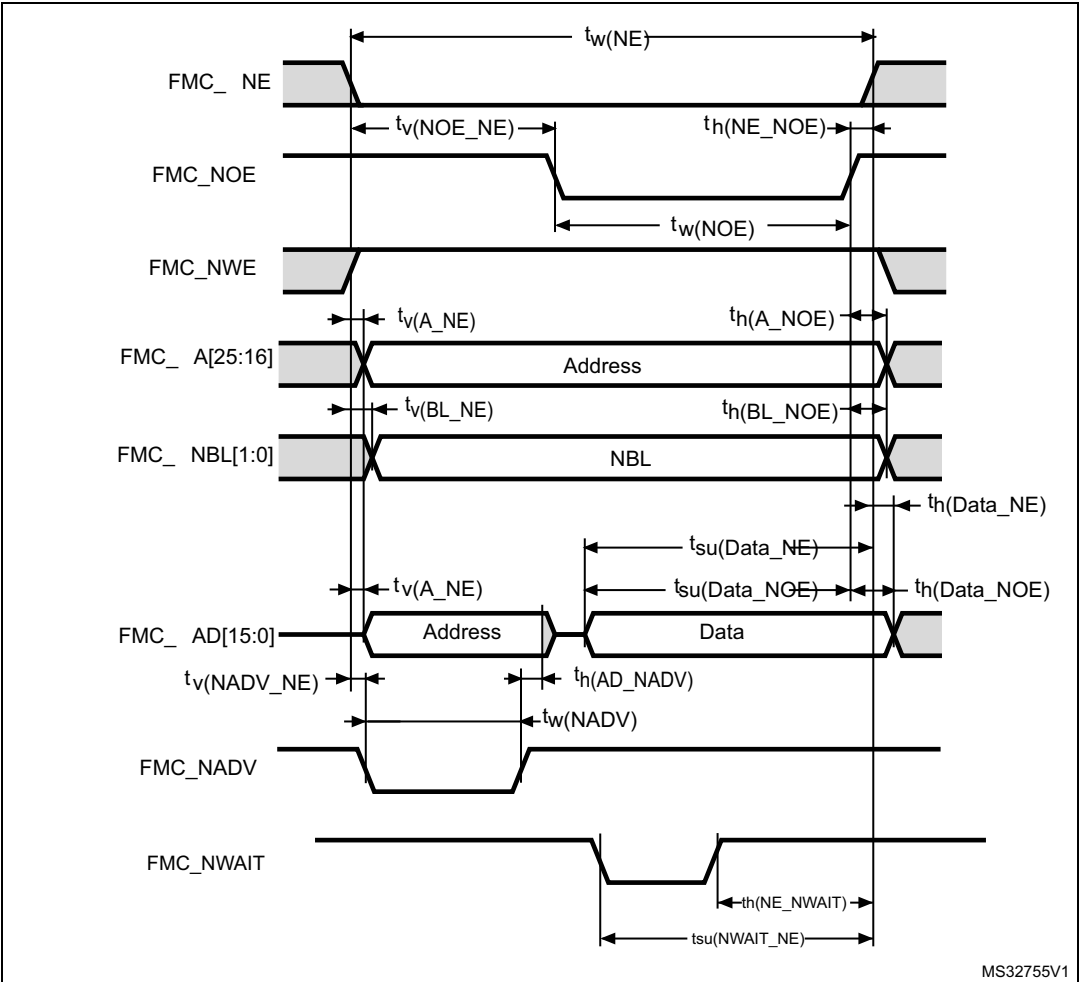 tw(NE)
FMC_ NE
tv(NOE_NE)
th(NE_NOE)
FMC_NOE
tw(NOE)
FMC_NWE
tv(A_NE)
th(A_NOE)
FMC_ A[25:16]
Address
tv(BL_NE)
th(BL_NOE)
FMC_ NBL[1:0]
NBL
th(Data_NE)
tsu(Data_NE)
tv(A_NE)
tsu(Data_NOE)
th(Data_NOE)
FMC_ AD[15:0]
Address
Data
tv(NADV_NE)
th(AD_NADV)
tw(NADV)
FMC_NADV
FMC_NWAIT
th(NE_NWAIT)
tsu(NWAIT_NE)
MS32755V1